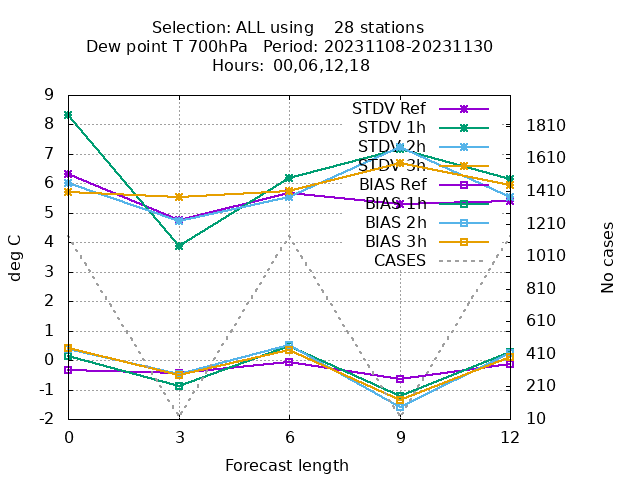 Selection: ALL using    28 stations
Dew point T 700hPa   Period: 20231108-20231130
Hours:  00,06,12,18
9
8
7
6
5
4
3
2
1
0
-1
-2
deg C
STDV Ref
STDV 1h
STDV 2h
STDV 3h
BIAS Ref
BIAS 1h
BIAS 2h
BIAS 3h
CASES
1810
1610
1410
1210
1010
810
610
410
210
10
No cases
0 3 6 9 12
Forecast length